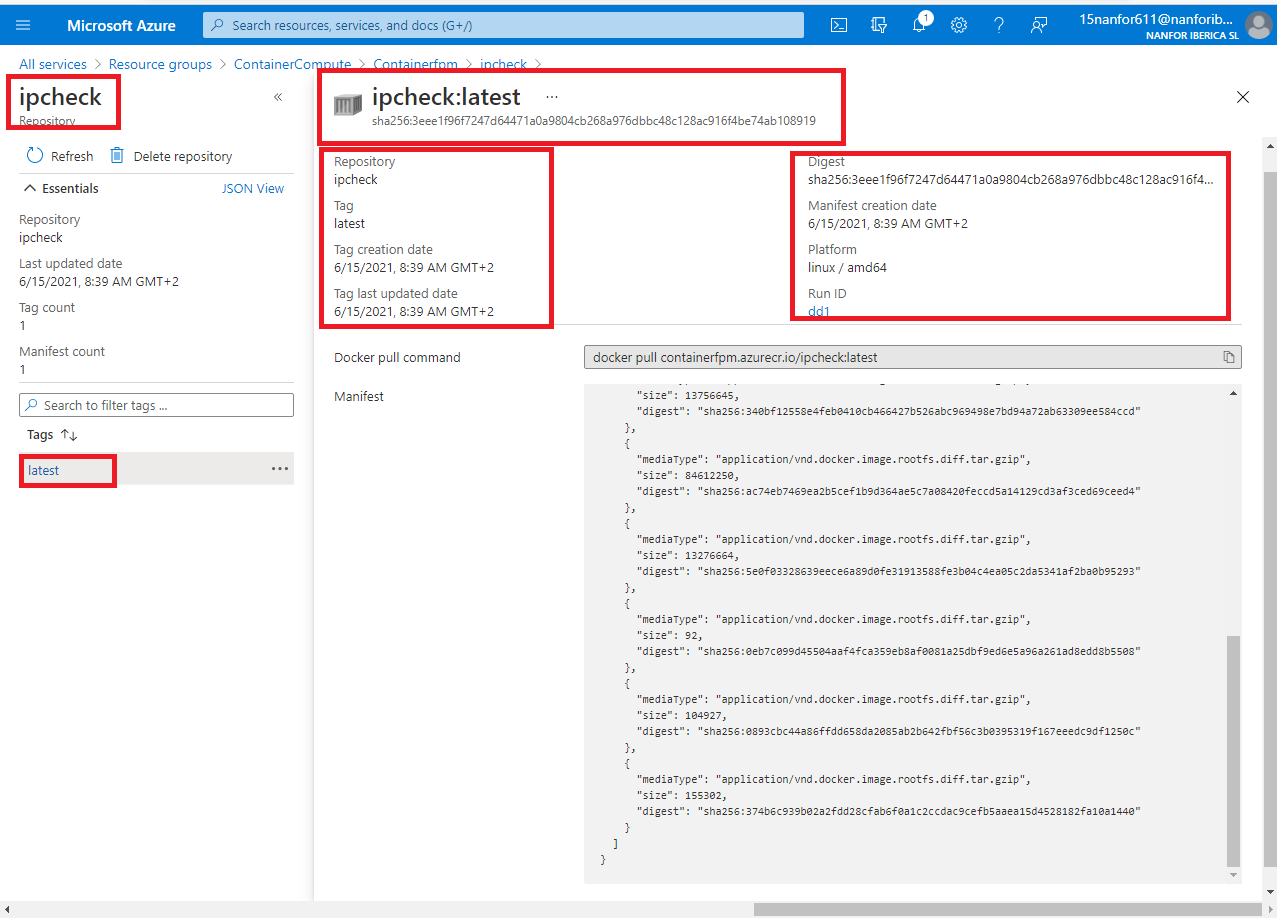 Microsoft Azure
Search resources, services, and docs (G+/)
1
15nanfor611@nanforib...
NANFOR IBERICA SL
All services > Resource groups > ContainerCompute > Containerfpm > ipcheck >
ipcheck
Repository
Refresh
Delete repository
Essentials
JSON View
Repository
ipcheck
Last updated date
6/15/2021, 8:39 AM GMT+2
Tag count
1
Manifest count
1
Search to filter tags ...
Tags
latest
ipcheck:latest
sha256:3eee1f96f7247d64471a0a9804cb268a976dbbc48c128ac916f4be74ab108919
Repository
ipcheck
Tag
latest
Tag creation date
6/15/2021, 8:39 AM GMT+2
Tag last updated date
6/15/2021, 8:39 AM GMT+2
Digest
sha256:3eee1f96f7247d64471a0a9804cb268a976dbbc48c128ac916f4...
Manifest creation date
6/15/2021, 8:39 AM GMT+2
Platform
linux / amd64
Run ID
dd1
Docker pull command
docker pull containerfpm.azurecr.io/ipcheck:latest
Manifest
"size": 13756645,
"digest": "sha256:340bf12558e4feb0410cb466427b526abc969498e7bd94a72ab63309ee584ccd"
},
{
"mediaType": "application/vnd.docker.image.rootfs.diff.tar.gzip",
"size": 84612250,
"digest": "sha256:ac74eb7469ea2b5cef1b9d364ae5c7a08420feccd5a14129cd3af3ced69ceed4"
},
{
"mediaType": "application/vnd.docker.image.rootfs.diff.tar.gzip",
"size": 13276664,
"digest": "sha256:5e0f03328639eece6a89d0fe31913588fe3b04c4ea05c2da5341af2ba0b95293"
},
{
"mediaType": "application/vnd.docker.image.rootfs.diff.tar.gzip",
"size": 92,
"digest": "sha256:0eb7c099d45504aaf4fca359eb8af0081a25dbf9ed6e5a96a261ad8edd8b5508"
},
{
"mediaType": "application/vnd.docker.image.rootfs.diff.tar.gzip",
"size": 104927,
"digest": "sha256:0893cbc44a86ffdd658da2085ab2b642fbf56c3b0395319f167eeedc9df1250c"
},
{
"mediaType": "application/vnd.docker.image.rootfs.diff.tar.gzip",
"size": 155302,
"digest": "sha256:374b6c939b02a2fdd28cfab6f0a1c2ccdac9cefb5aaea15d4528182fa10a1440"
}
]
}